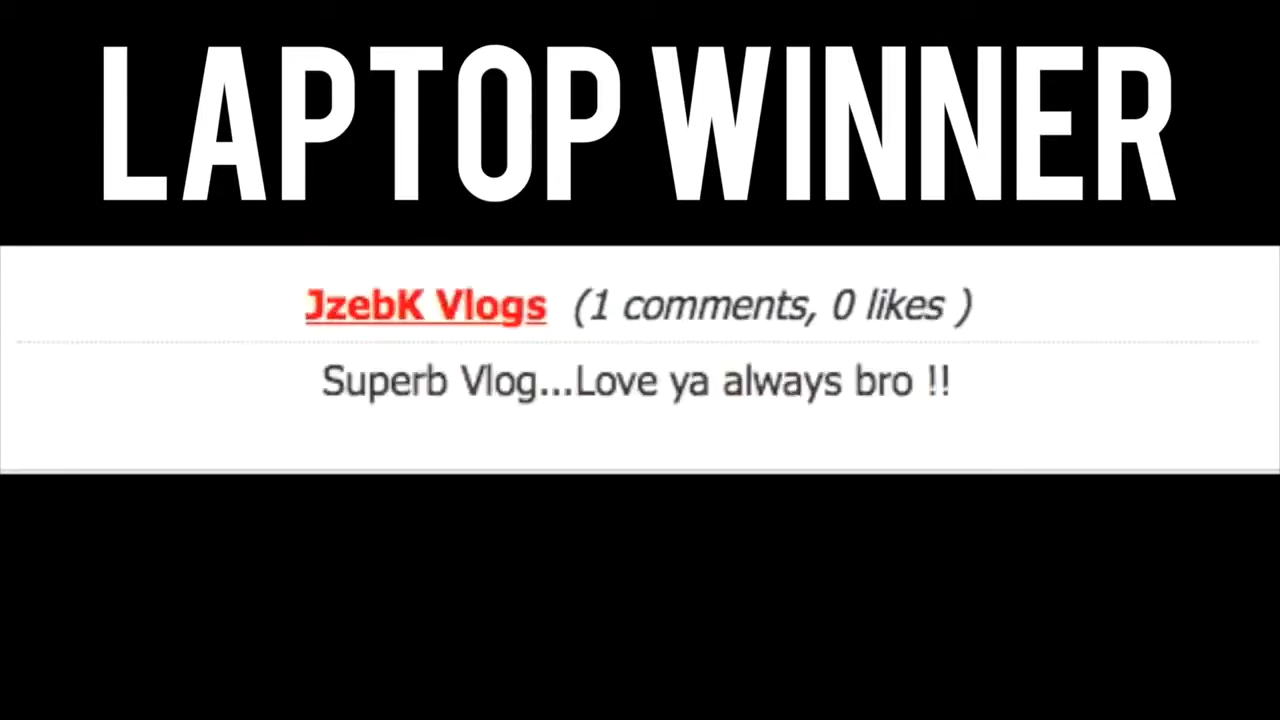 LAPTOP WINNER
JzebK Vlogs (1 comments, 0 likes )
Superb Vlog...Love ya always bro !!